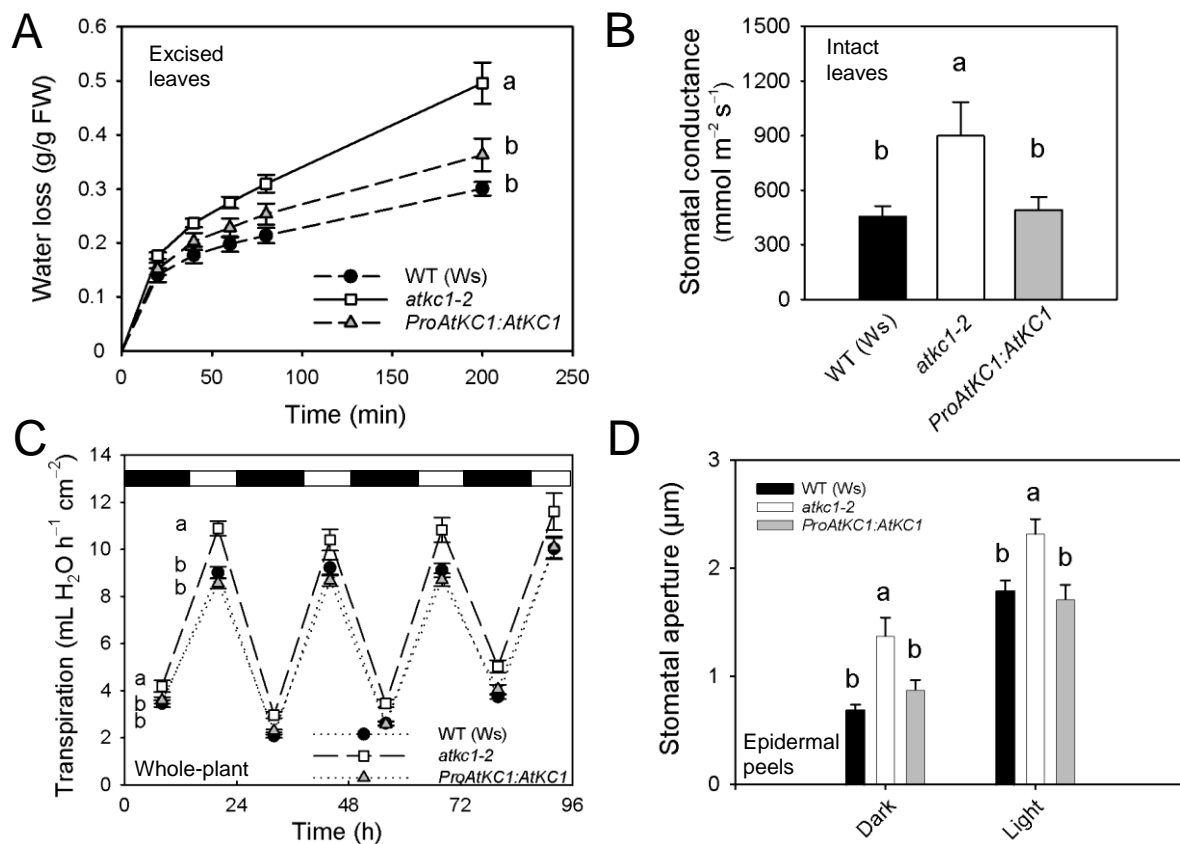 A
Excised
leaves
Water loss (g/g FW)
0.6
0.5
0.4
0.3
0.2
0.1
0
a
b
b
WT (Ws)
atkc1-2
ProAtKC1:AtKC1
0 50 100 150 200 250
Time (min)
B
Intact
leaves
Stomatal conductance
(mmol m⁻² s⁻¹)
1500
1200
900
600
300
0
b
a
b
WT (Ws)
atkc1-2
ProAtKC1:AtKC1
C
Transpiration (mL H₂O h⁻¹ cm⁻²)
14
12
10
8
6
4
2
0
a
b
b
a
b
b
WT (Ws)
atkc1-2
ProAtKC1:AtKC1
Whole-plant
0 24 48 72 96
Time (h)
D
Stomatal aperture (µm)
3
2
1
0
WT (Ws)
atkc1-2
ProAtKC1:AtKC1
b
a
b
b
a
b
Epidermal
peels
Dark
Light